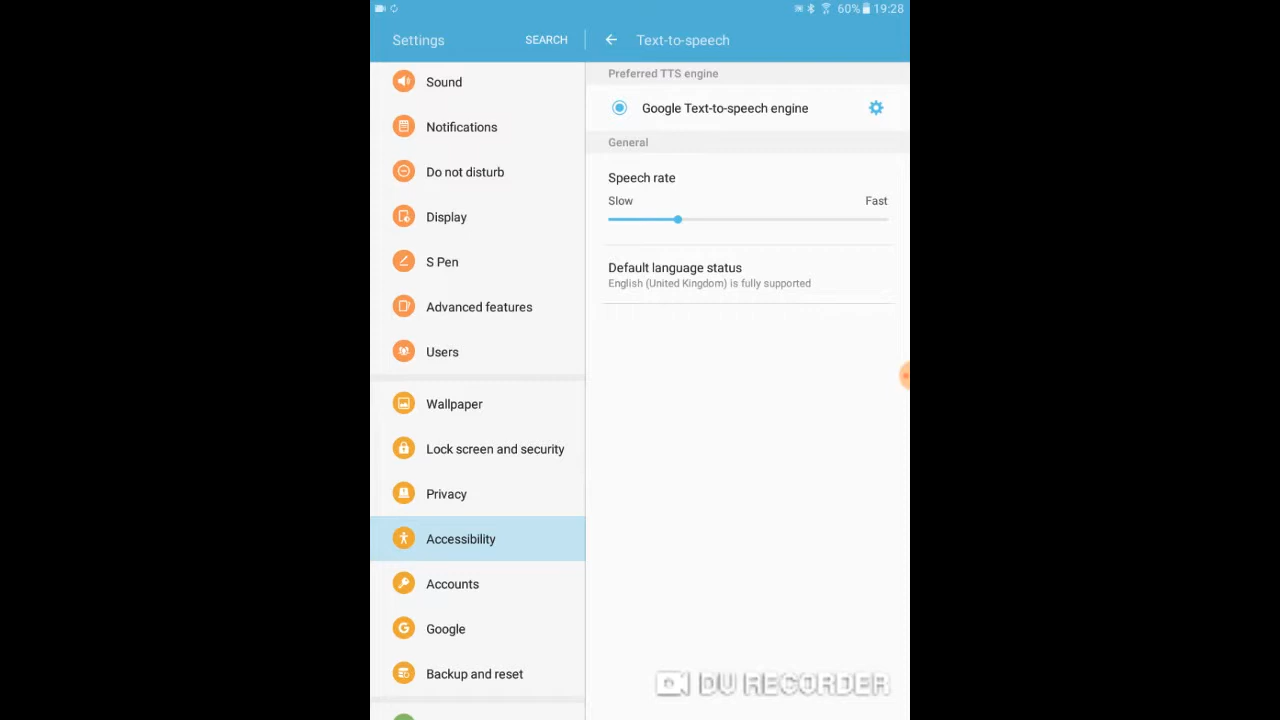 60% 19:28
Settings
SEARCH
Text-to-speech
Sound
Notifications
Do not disturb
Display
S Pen
Advanced features
Users
Wallpaper
Lock screen and security
Privacy
Accessibility
Accounts
Google
Backup and reset
Preferred TTS engine
Google Text-to-speech engine
General
Speech rate
Slow Fast
Default language status
English (United Kingdom) is fully supported
DU RECORDER